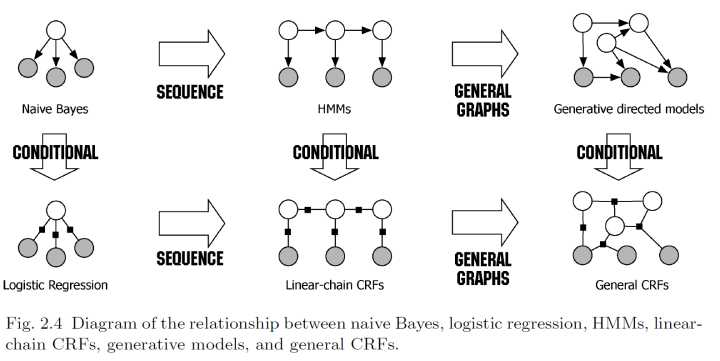 Naive Bayes
SEQUENCE
HMMs
GENERAL
GRAPHS
Generative directed models
CONDITIONAL
CONDITIONAL
CONDITIONAL
Logistic Regression
SEQUENCE
Linear-chain CRFs
GENERAL
GRAPHS
General CRFs
Fig. 2.4 Diagram of the relationship between naive Bayes, logistic regression, HMMs, linear-
chain CRFs, generative models, and general CRFs.